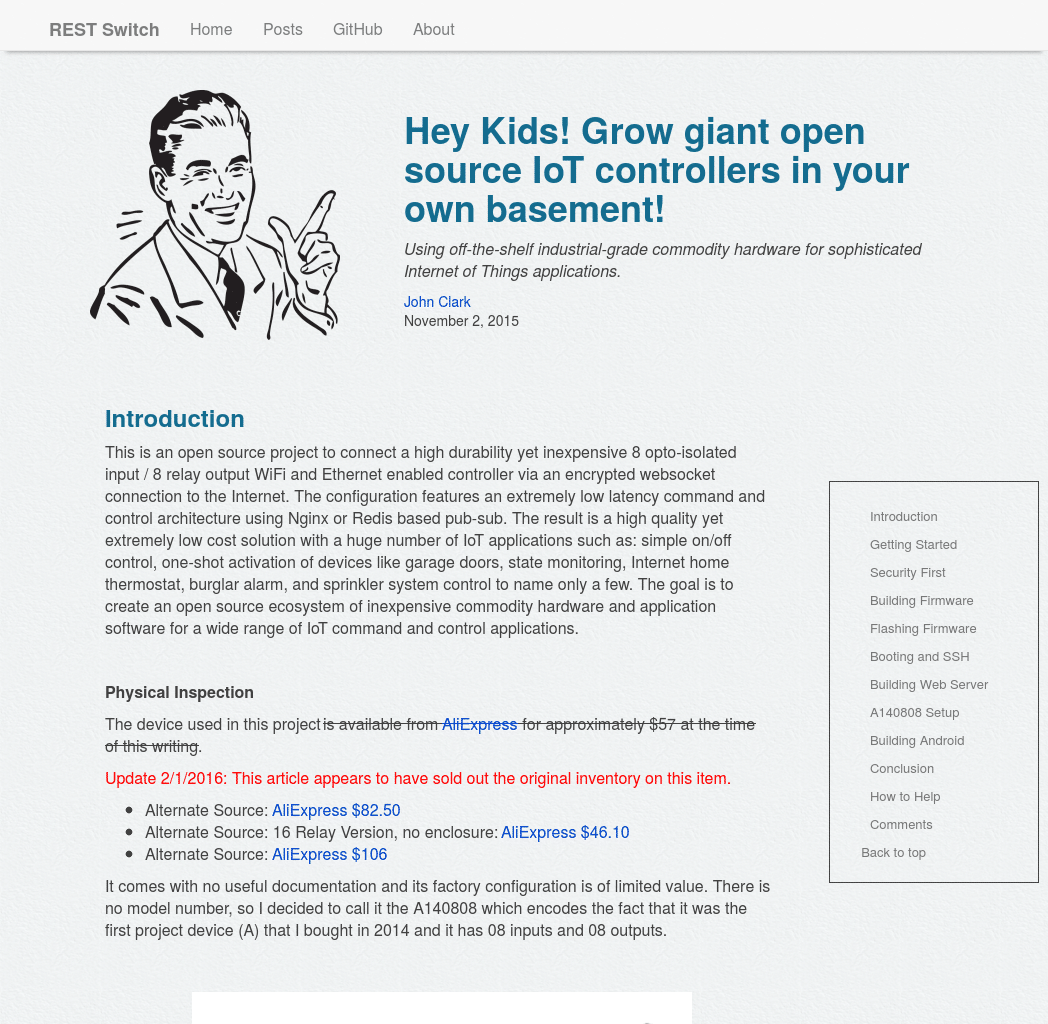 REST Switch Home Posts GitHub About
Hey Kids! Grow giant open
source IoT controllers in your
own basement!
Using off-the-shelf industrial-grade commodity hardware for sophisticated
Internet of Things applications.
John Clark
November 2, 2015
Introduction
This is an open source project to connect a high durability yet inexpensive 8 opto-isolated
input / 8 relay output WiFi and Ethernet enabled controller via an encrypted websocket
connection to the Internet. The configuration features an extremely low latency command and
control architecture using Nginx or Redis based pub-sub. The result is a high quality yet
extremely low cost solution with a huge number of IoT applications such as: simple on/off
control, one-shot activation of devices like garage doors, state monitoring, Internet home
thermostat, burglar alarm, and sprinkler system control to name only a few. The goal is to
create an open source ecosystem of inexpensive commodity hardware and application
software for a wide range of IoT command and control applications.
Physical Inspection
The device used in this project is available from AliExpress for approximately $57 at the time
of this writing.
Update 2/1/2016: This article appears to have sold out the original inventory on this item.
Alternate Source: AliExpress $82.50
Alternate Source: 16 Relay Version, no enclosure: AliExpress $46.10
Alternate Source: AliExpress $106
It comes with no useful documentation and its factory configuration is of limited value. There is
no model number, so I decided to call it the A140808 which encodes the fact that it was the
first project device (A) that I bought in 2014 and it has 08 inputs and 08 outputs.
Introduction
Getting Started
Security First
Building Firmware
Flashing Firmware
Booting and SSH
Building Web Server
A140808 Setup
Building Android
Conclusion
How to Help
Comments
Back to top